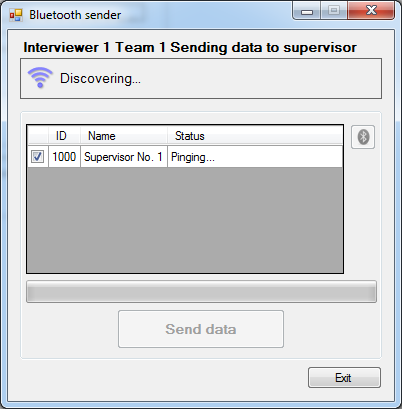 Bluetooth sender
Interviewer 1 Team 1 Sending data to supervisor
Discovering...
ID Name Status
1000 Supervisor No. 1 Pinging...
Send data
Exit